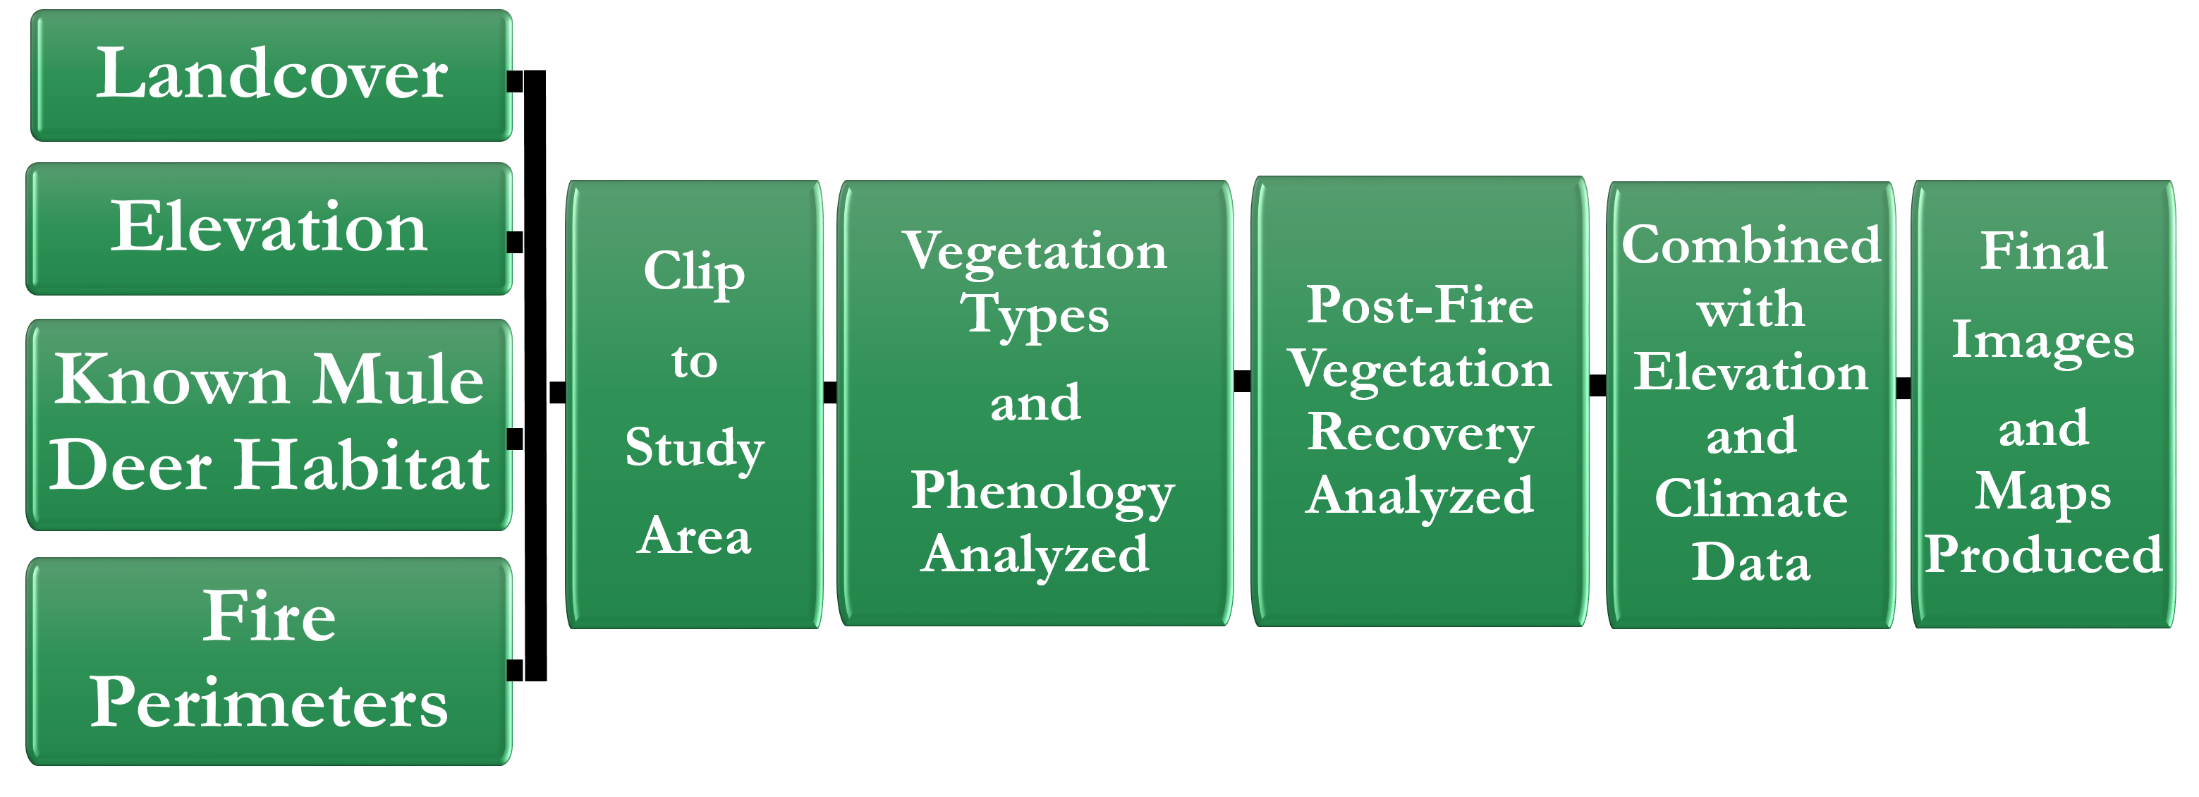 Landcover
Elevation
Known Mule
Deer Habitat
Fire
Perimeters
Clip
to
Study
Area
Vegetation
Types
and
Phenology
Analyzed
Post-Fire
Vegetation
Recovery
Analyzed
Combined
with
Elevation
and
Climate
Data
Final
Images
and
Maps
Produced